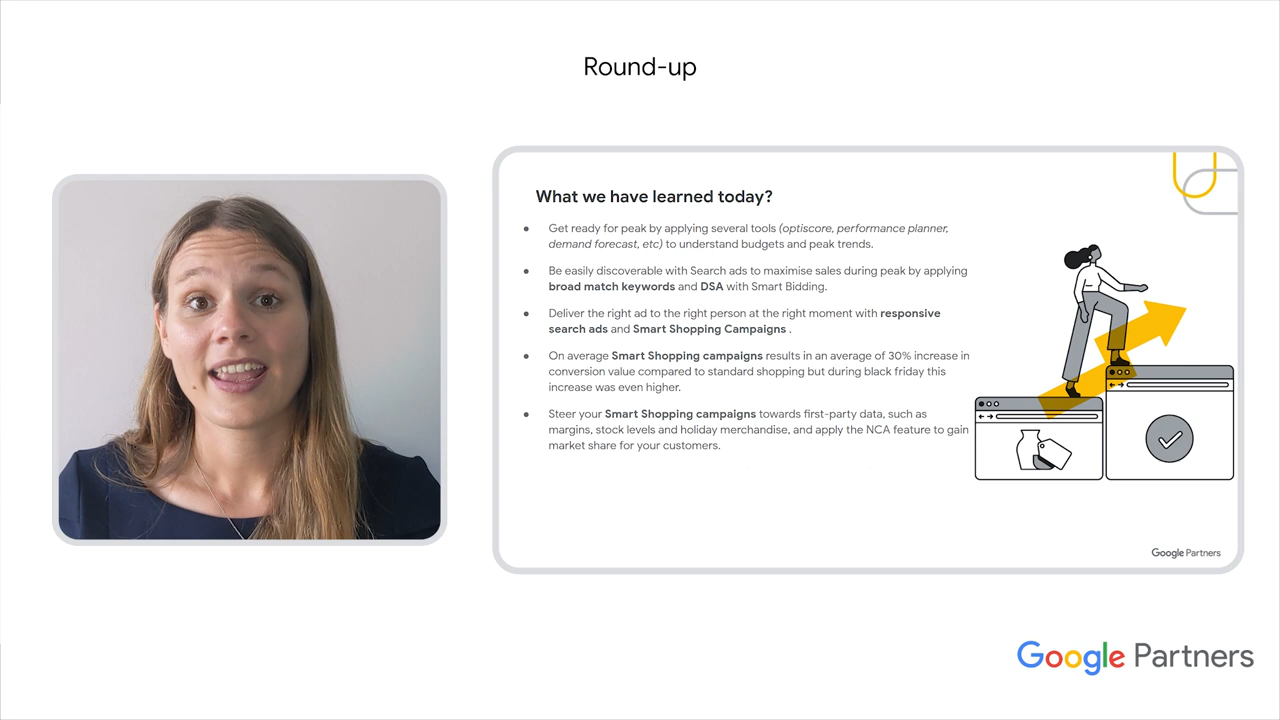 Round-up
What we have learned today?
● Get ready for peak by applying several tools (optiscore, performance planner,
demand forecast, etc) to understand budgets and peak trends.
● Be easily discoverable with Search ads to maximise sales during peak by applying
broad match keywords and DSA with Smart Bidding.
● Deliver the right ad to the right person at the right moment with responsive
search ads and Smart Shopping Campaigns .
● On average Smart Shopping campaigns results in an average of 30% increase in
conversion value compared to standard shopping but during black friday this
increase was even higher.
● Steer your Smart Shopping campaigns towards first-party data, such as
margins, stock levels and holiday merchandise, and apply the NCA feature to gain
market share for your customers.
Google Partners
Google Partners